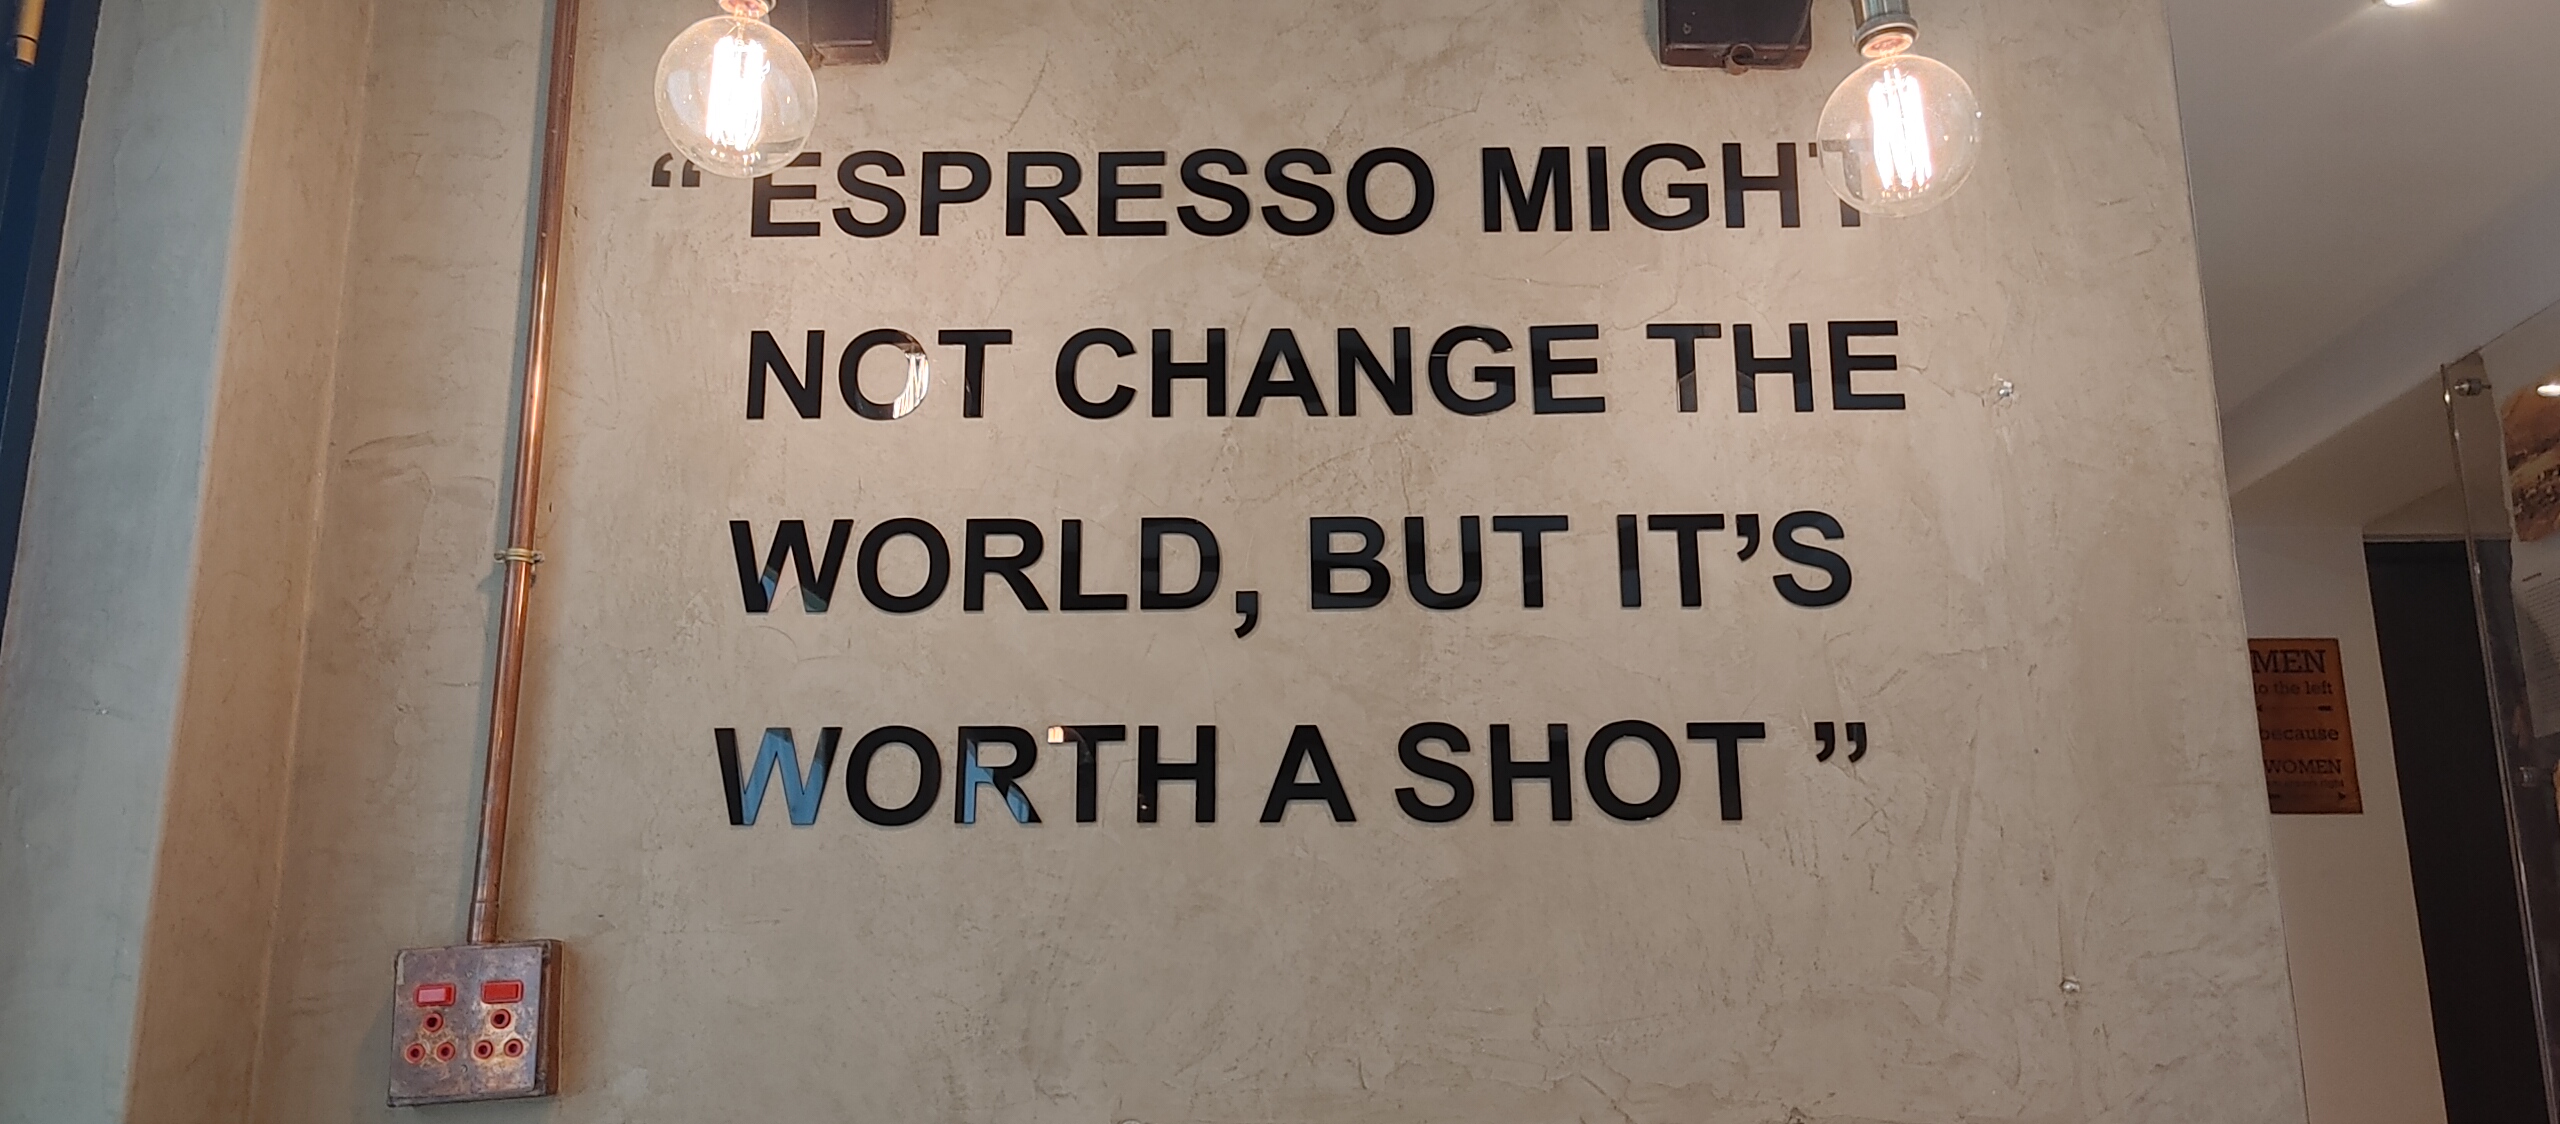 “ ESPRESSO MIGHT
NOT CHANGE THE
WORLD, BUT IT’S
WORTH A SHOT ”
MEN
to the left
because
WOMEN